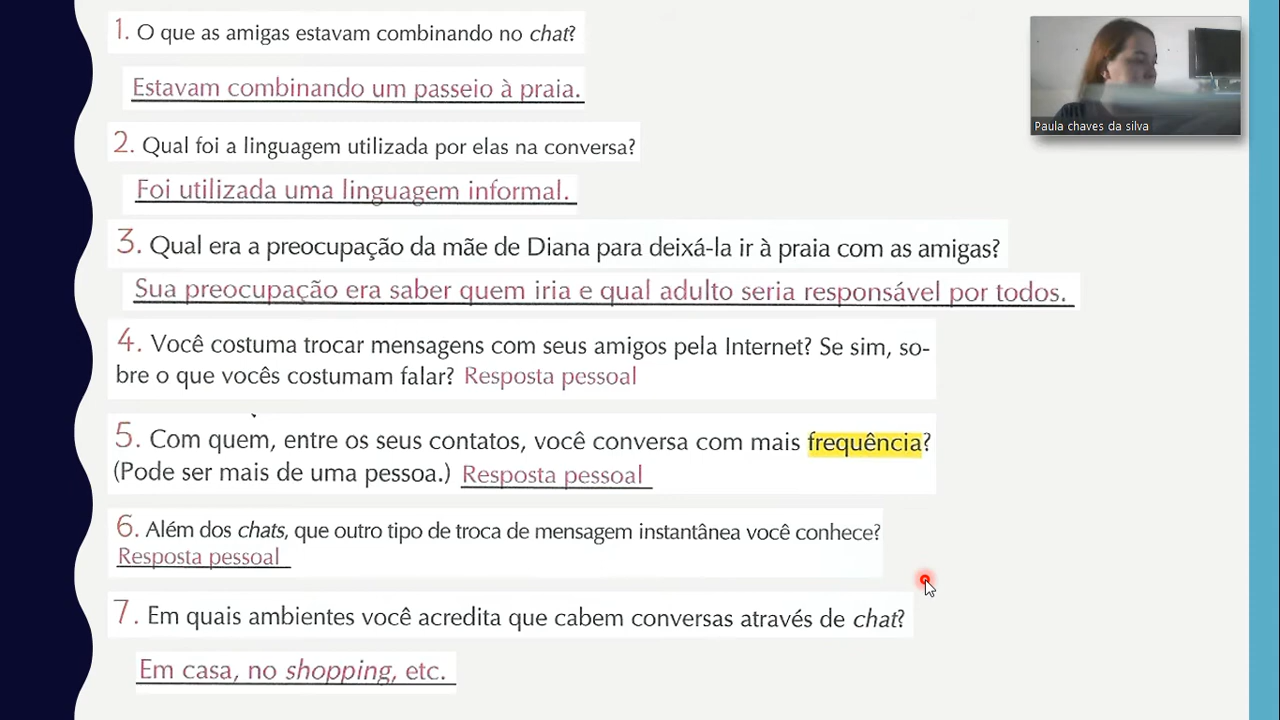 1. O que as amigas estavam combinando no chat?
Paula chaves da silva
Estavam combinando um passeio à praia.
2. Qual foi a linguagem utilizada por elas na conversa?
Foi utilizada uma linguagem informal.
3. Qual era a preocupação da mãe de Diana para deixá-la ir à praia com as amigas?
Sua preocupação era saber quem iria e qual adulto seria responsável por todos.
4. Você costuma trocar mensagens com seus amigos pela Internet? Se sim, so-
bre o que vocês costumam falar? Resposta pessoal
5. Com quem, entre os seus contatos, você conversa com mais frequência?
(Pode ser mais de uma pessoa.) Resposta pessoal
6. Além dos chats, que outro tipo de troca de mensagem instantânea você conhece?
Resposta pessoal
7. Em quais ambientes você acredita que cabem conversas através de chat?
Em casa, no shopping, etc.